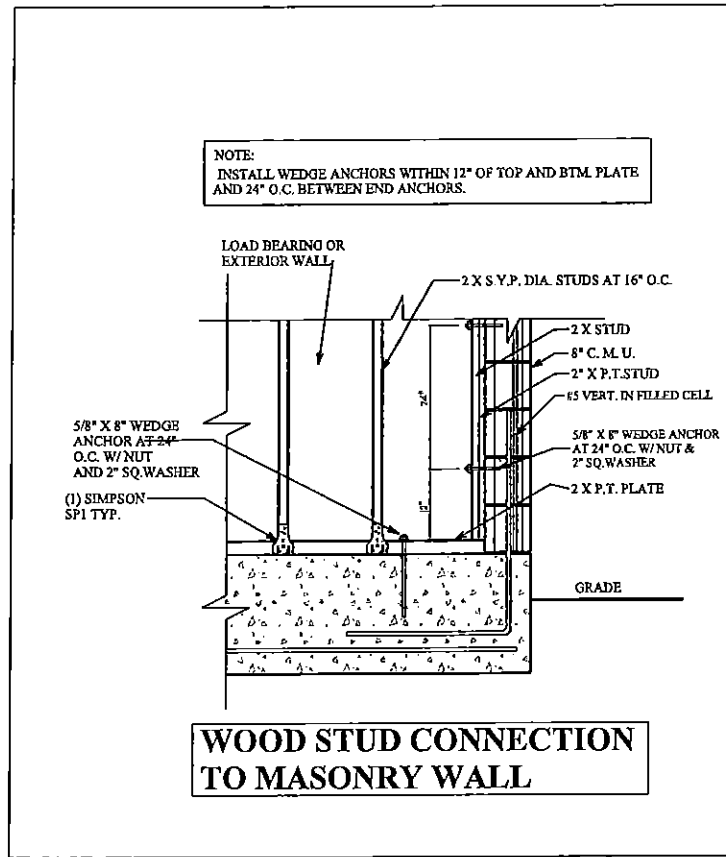 NOTE:
INSTALL WEDGE ANCHORS WITHIN 12" OF TOP AND BTM. PLATE
AND 24" O.C. BETWEEN END ANCHORS.
LOAD BEARING OR
EXTERIOR WALL
2 X S.Y.P. DIA. STUDS AT 16" O.C.
2 X STUD
8" C. M. U.
2" X P.T.STUD
#5 VERT. IN FILLED CELL
24"
5/8" X 8" WEDGE
ANCHOR AT 24"
O.C. W/ NUT
AND 2" SQ.WASHER
5/8" X 8" WEDGE ANCHOR
AT 24" O.C. W/ NUT &
2" SQ.WASHER
12"
2 X P.T. PLATE
(1) SIMPSON
SP1 TYP.
GRADE
WOOD STUD CONNECTION
TO MASONRY WALL